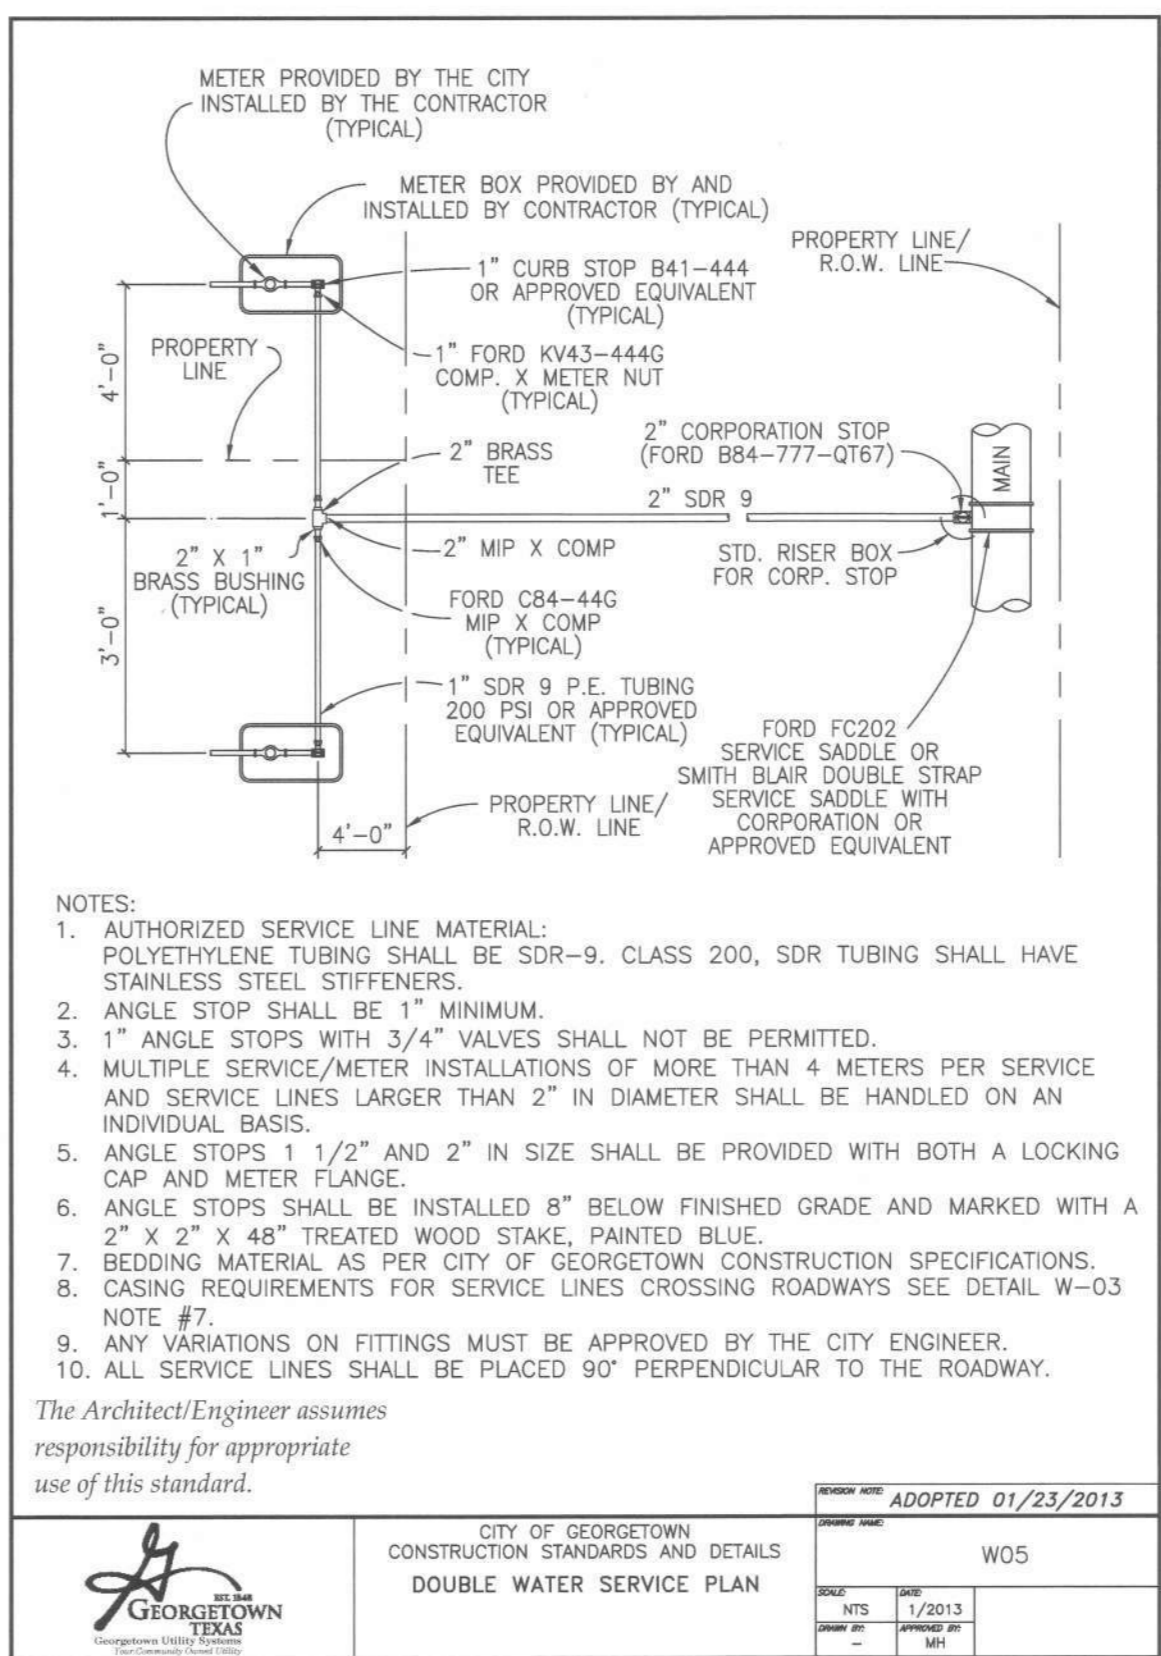 METER PROVIDED BY THE CITY
INSTALLED BY THE CONTRACTOR
(TYPICAL)
METER BOX PROVIDED BY AND
INSTALLED BY CONTRACTOR (TYPICAL)
PROPERTY LINE/
R.O.W. LINE
1" CURB STOP B41-444
OR APPROVED EQUIVALENT
(TYPICAL)
PROPERTY
LINE
4'-0"
1" FORD KV43-444G
COMP. X METER NUT
(TYPICAL)
2" CORPORATION STOP
(FORD B84-777-QT67)
2" BRASS
TEE
MAIN
1'-0"
2" SDR 9
2" X 1"
BRASS BUSHING
(TYPICAL)
2" MIP X COMP
STD. RISER BOX
FOR CORP. STOP
FORD C84-44G
MIP X COMP
(TYPICAL)
3'-0"
1" SDR 9 P.E. TUBING
200 PSI OR APPROVED
EQUIVALENT (TYPICAL)
FORD FC202
SERVICE SADDLE OR
SMITH BLAIR DOUBLE STRAP
SERVICE SADDLE WITH
CORPORATION OR
APPROVED EQUIVALENT
PROPERTY LINE/
R.O.W. LINE
4'-0"
NOTES:
1. AUTHORIZED SERVICE LINE MATERIAL:
POLYETHYLENE TUBING SHALL BE SDR-9. CLASS 200, SDR TUBING SHALL HAVE
STAINLESS STEEL STIFFENERS.
2. ANGLE STOP SHALL BE 1" MINIMUM.
3. 1" ANGLE STOPS WITH 3/4" VALVES SHALL NOT BE PERMITTED.
4. MULTIPLE SERVICE/METER INSTALLATIONS OF MORE THAN 4 METERS PER SERVICE
AND SERVICE LINES LARGER THAN 2" IN DIAMETER SHALL BE HANDLED ON AN
INDIVIDUAL BASIS.
5. ANGLE STOPS 1 1/2" AND 2" IN SIZE SHALL BE PROVIDED WITH BOTH A LOCKING
CAP AND METER FLANGE.
6. ANGLE STOPS SHALL BE INSTALLED 8" BELOW FINISHED GRADE AND MARKED WITH A
2" X 2" X 48" TREATED WOOD STAKE, PAINTED BLUE.
7. BEDDING MATERIAL AS PER CITY OF GEORGETOWN CONSTRUCTION SPECIFICATIONS.
8. CASING REQUIREMENTS FOR SERVICE LINES CROSSING ROADWAYS SEE DETAIL W-03
NOTE #7.
9. ANY VARIATIONS ON FITTINGS MUST BE APPROVED BY THE CITY ENGINEER.
10. ALL SERVICE LINES SHALL BE PLACED 90° PERPENDICULAR TO THE ROADWAY.
The Architect/Engineer assumes
responsibility for appropriate
use of this standard.
REVISION NOTE: ADOPTED 01/23/2013
EST. 1848
GEORGETOWN
TEXAS
Georgetown Utility Systems
Your Community Owned Utility
CITY OF GEORGETOWN
CONSTRUCTION STANDARDS AND DETAILS
DOUBLE WATER SERVICE PLAN
DRAWING NAME:
W05
SCALE: NTS
DATE: 1/2013
DRAWN BY: -
APPROVED BY: MH